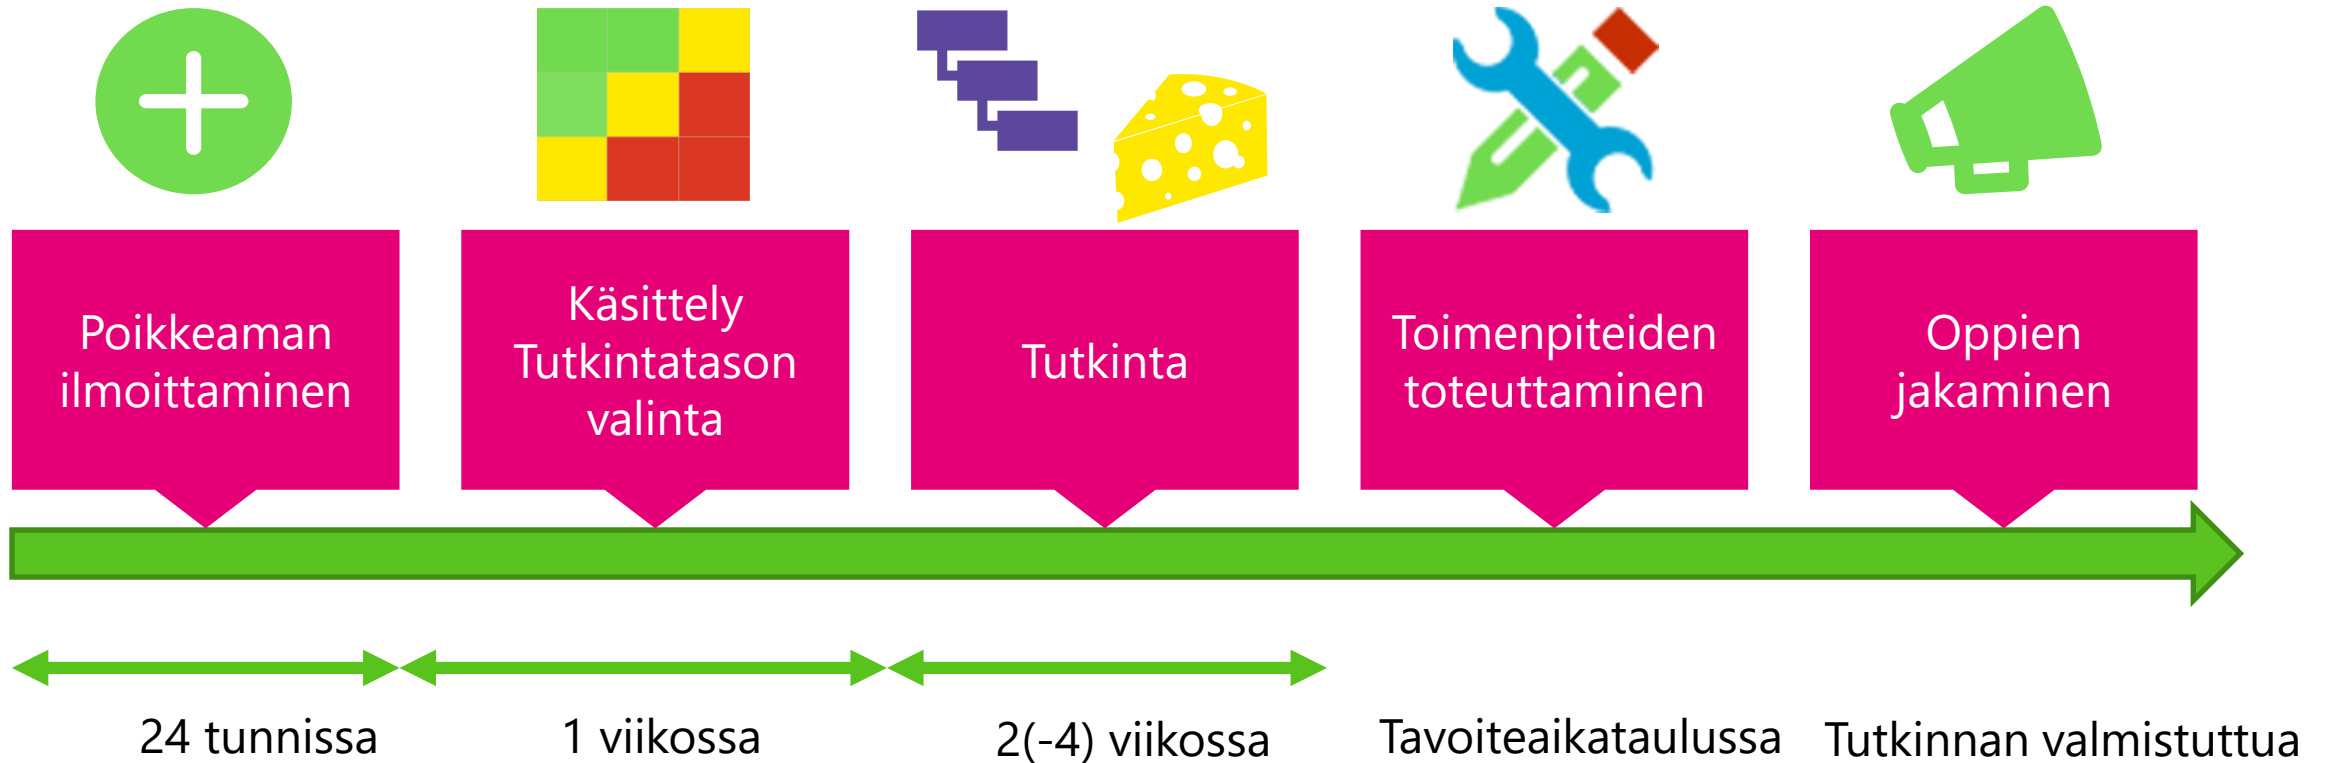 Poikkeaman
ilmoittaminen
Käsittely
Tutkintatason
valinta
Tutkinta
Toimenpiteiden
toteuttaminen
Oppien
jakaminen
24 tunnissa
1 viikossa
2(-4) viikossa
Tavoiteaikataulussa
Tutkinnan valmistuttua